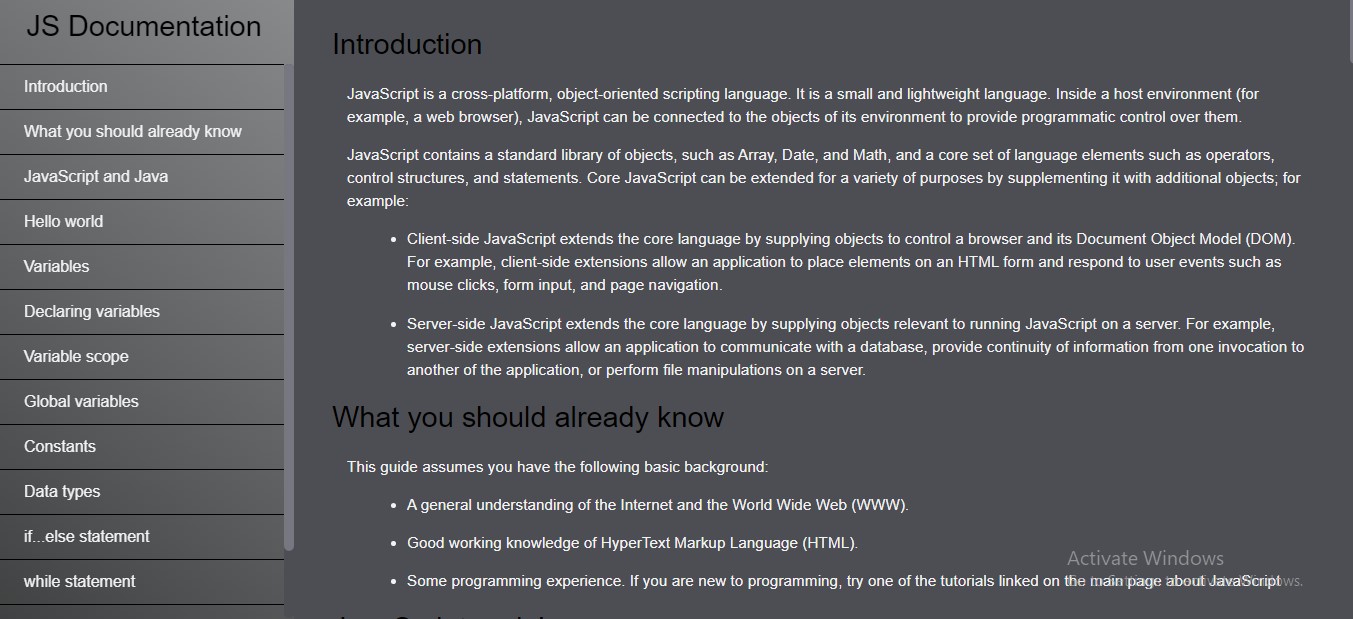 JS Documentation
Introduction
What you should already know
JavaScript and Java
Hello world
Variables
Declaring variables
Variable scope
Global variables
Constants
Data types
if...else statement
while statement
Introduction
JavaScript is a cross-platform, object-oriented scripting language. It is a small and lightweight language. Inside a host environment (for
example, a web browser), JavaScript can be connected to the objects of its environment to provide programmatic control over them.
JavaScript contains a standard library of objects, such as Array, Date, and Math, and a core set of language elements such as operators,
control structures, and statements. Core JavaScript can be extended for a variety of purposes by supplementing it with additional objects; for
example:
• Client-side JavaScript extends the core language by supplying objects to control a browser and its Document Object Model (DOM).
For example, client-side extensions allow an application to place elements on an HTML form and respond to user events such as
mouse clicks, form input, and page navigation.
• Server-side JavaScript extends the core language by supplying objects relevant to running JavaScript on a server. For example,
server-side extensions allow an application to communicate with a database, provide continuity of information from one invocation to
another of the application, or perform file manipulations on a server.
What you should already know
This guide assumes you have the following basic background:
• A general understanding of the Internet and the World Wide Web (WWW).
• Good working knowledge of HyperText Markup Language (HTML).
• Some programming experience. If you are new to programming, try one of the tutorials linked on the main page about JavaScript
Activate Windows
Go to Settings to activate Windows.